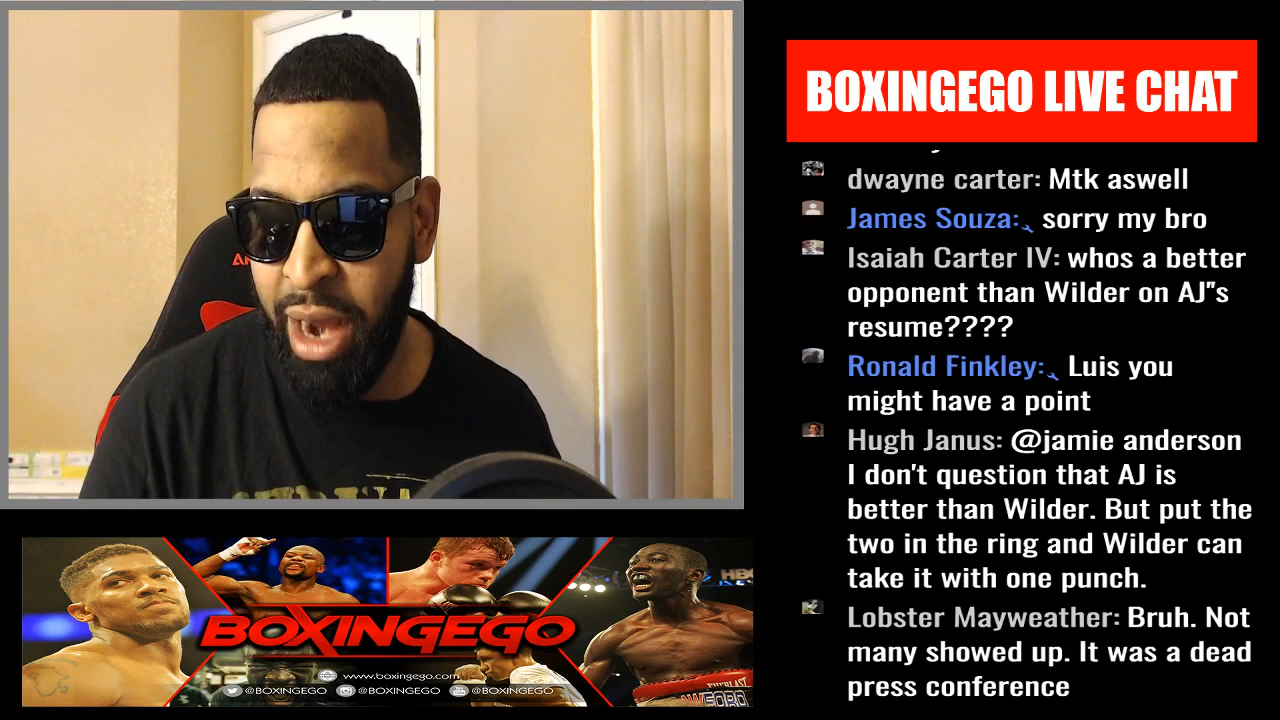 BOXINGEGO LIVE CHAT
dwayne carter: Mtk aswell
James Souza: sorry my bro
Isaiah Carter IV: whos a better
opponent than Wilder on AJ"s
resume????
Ronald Finkley: Luis you
might have a point
Hugh Janus: @jamie anderson
I don't question that AJ is
better than Wilder. But put the
two in the ring and Wilder can
take it with one punch.
Lobster Mayweather: Bruh. Not
many showed up. It was a dead
press conference
BOXINGEGO
www.boxingego.com
@BOXINGEGO @BOXINGEGO @BOXINGEGO
HBO
EVERLAST